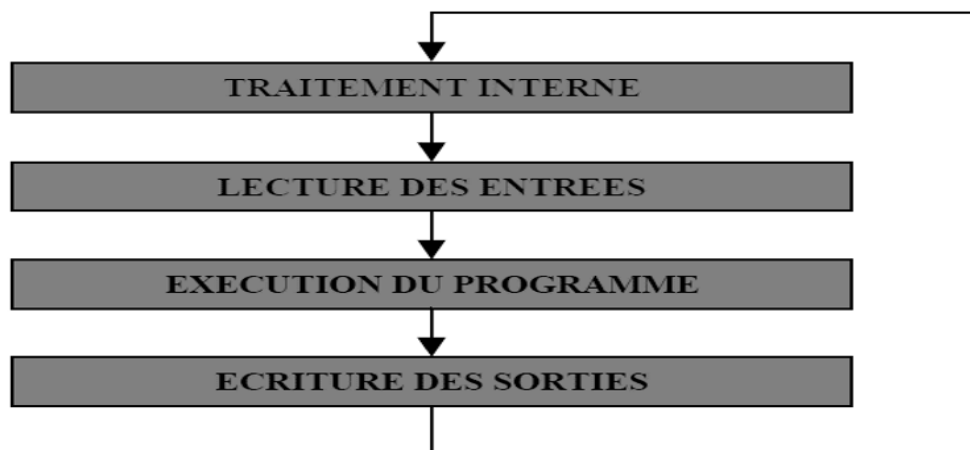 TRAITEMENT INTERNE
LECTURE DES ENTREES
EXECUTION DU PROGRAMME
ECRITURE DES SORTIES